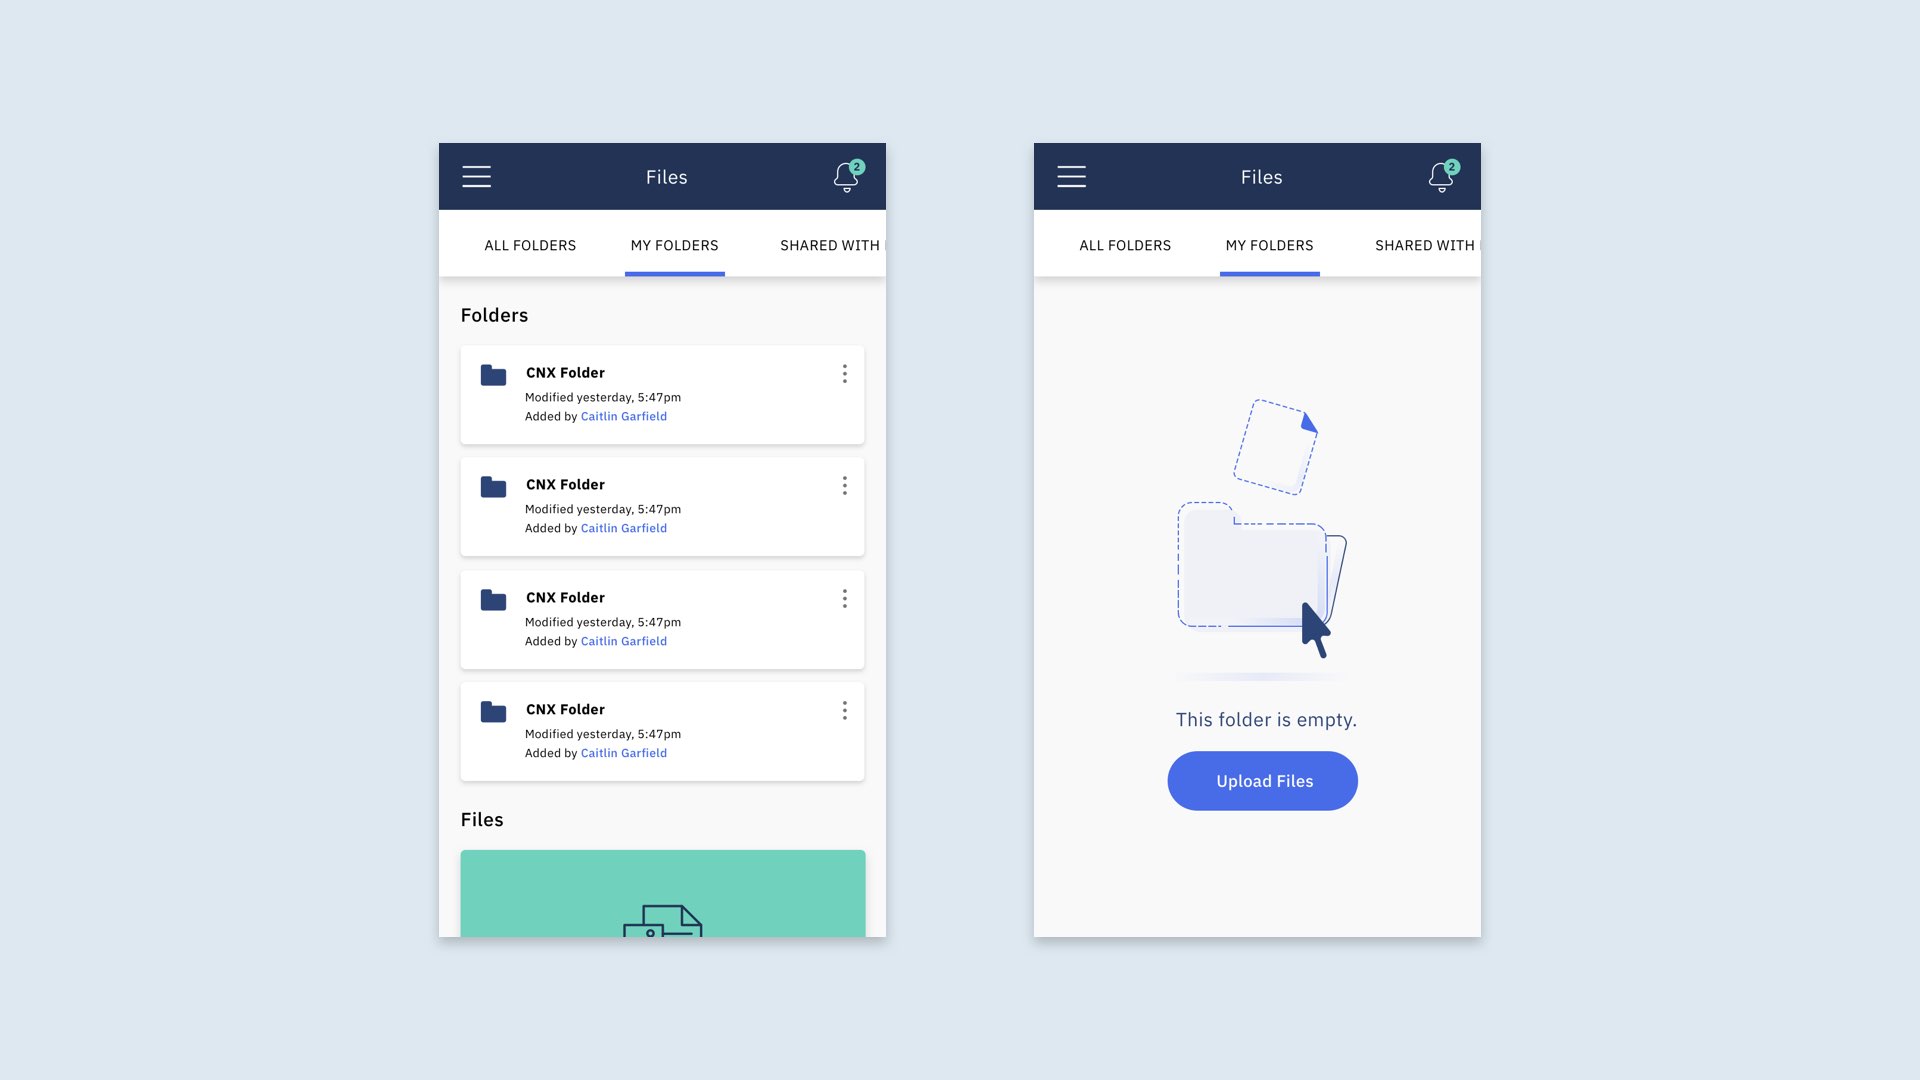 Files
2
ALL FOLDERS
MY FOLDERS
SHARED WITH
Folders
CNX Folder
Modified yesterday, 5:47pm
Added by Caitlin Garfield
CNX Folder
Modified yesterday, 5:47pm
Added by Caitlin Garfield
CNX Folder
Modified yesterday, 5:47pm
Added by Caitlin Garfield
CNX Folder
Modified yesterday, 5:47pm
Added by Caitlin Garfield
Files
Files
2
ALL FOLDERS
MY FOLDERS
SHARED WITH
This folder is empty.
Upload Files